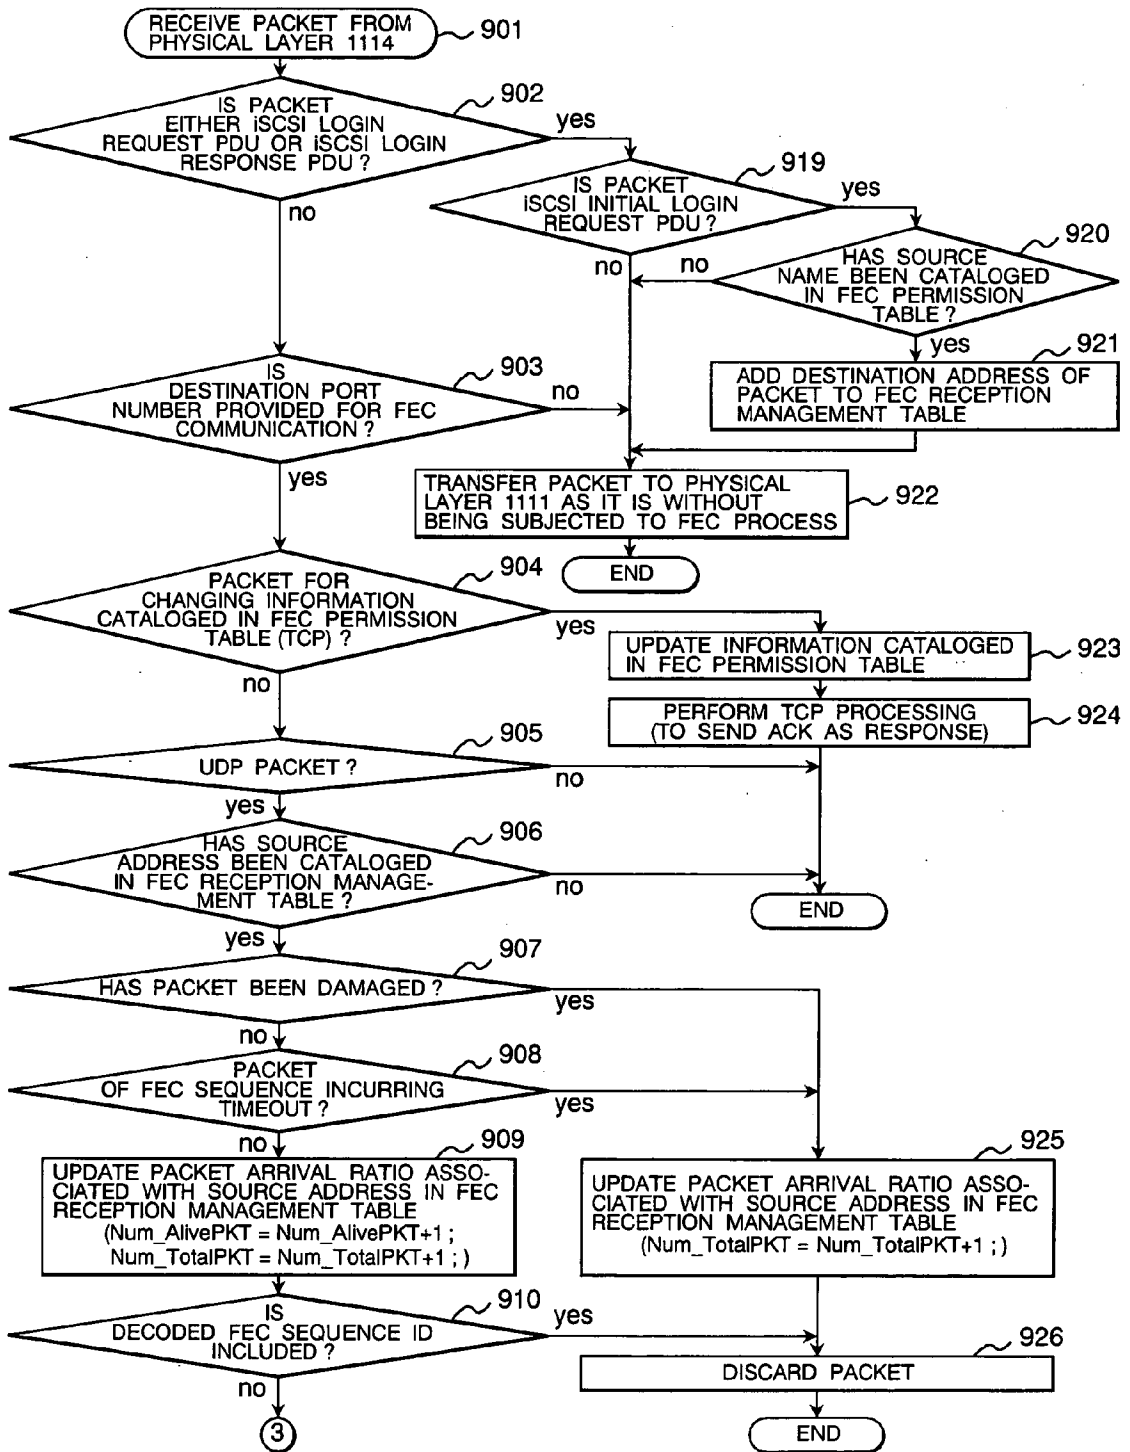 RECEIVE PACKET FROM
PHYSICAL LAYER 1114
901
IS
PACKET
EITHER iSCSI LOGIN
REQUEST PDU OR iSCSI LOGIN
RESPONSE PDU ?
902
yes
no
IS
PACKET
iSCSI INITIAL LOGIN
REQUEST PDU ?
919
yes
no
HAS SOURCE
NAME BEEN CATALOGED
IN FEC PERMISSION
TABLE ?
920
no
yes
ADD DESTINATION ADDRESS OF
PACKET TO FEC RECEPTION
MANAGEMENT TABLE
921
IS
DESTINATION PORT
NUMBER PROVIDED FOR FEC
COMMUNICATION ?
903
no
yes
TRANSFER PACKET TO PHYSICAL
LAYER 1111 AS IT IS WITHOUT
BEING SUBJECTED TO FEC PROCESS
922
END
PACKET FOR
CHANGING INFORMATION
CATALOGED IN FEC PERMISSION
TABLE (TCP) ?
904
yes
no
UPDATE INFORMATION CATALOGED
IN FEC PERMISSION TABLE
923
PERFORM TCP PROCESSING
(TO SEND ACK AS RESPONSE)
924
UDP PACKET ?
905
no
yes
HAS SOURCE
ADDRESS BEEN CATALOGED
IN FEC RECEPTION MANAGE-
MENT TABLE ?
906
no
yes
END
HAS PACKET BEEN DAMAGED ?
907
yes
no
PACKET
OF FEC SEQUENCE INCURRING
TIMEOUT ?
908
yes
no
UPDATE PACKET ARRIVAL RATIO ASSO-
CIATED WITH SOURCE ADDRESS IN FEC
RECEPTION MANAGEMENT TABLE
(Num_AlivePKT = Num_AlivePKT+1 ;
Num_TotalPKT = Num_TotalPKT+1 ; )
909
UPDATE PACKET ARRIVAL RATIO ASSO-
CIATED WITH SOURCE ADDRESS IN FEC
RECEPTION MANAGEMENT TABLE
(Num_TotalPKT = Num_TotalPKT+1 ; )
925
IS
DECODED FEC SEQUENCE ID
INCLUDED ?
910
yes
no
DISCARD PACKET
926
3
END